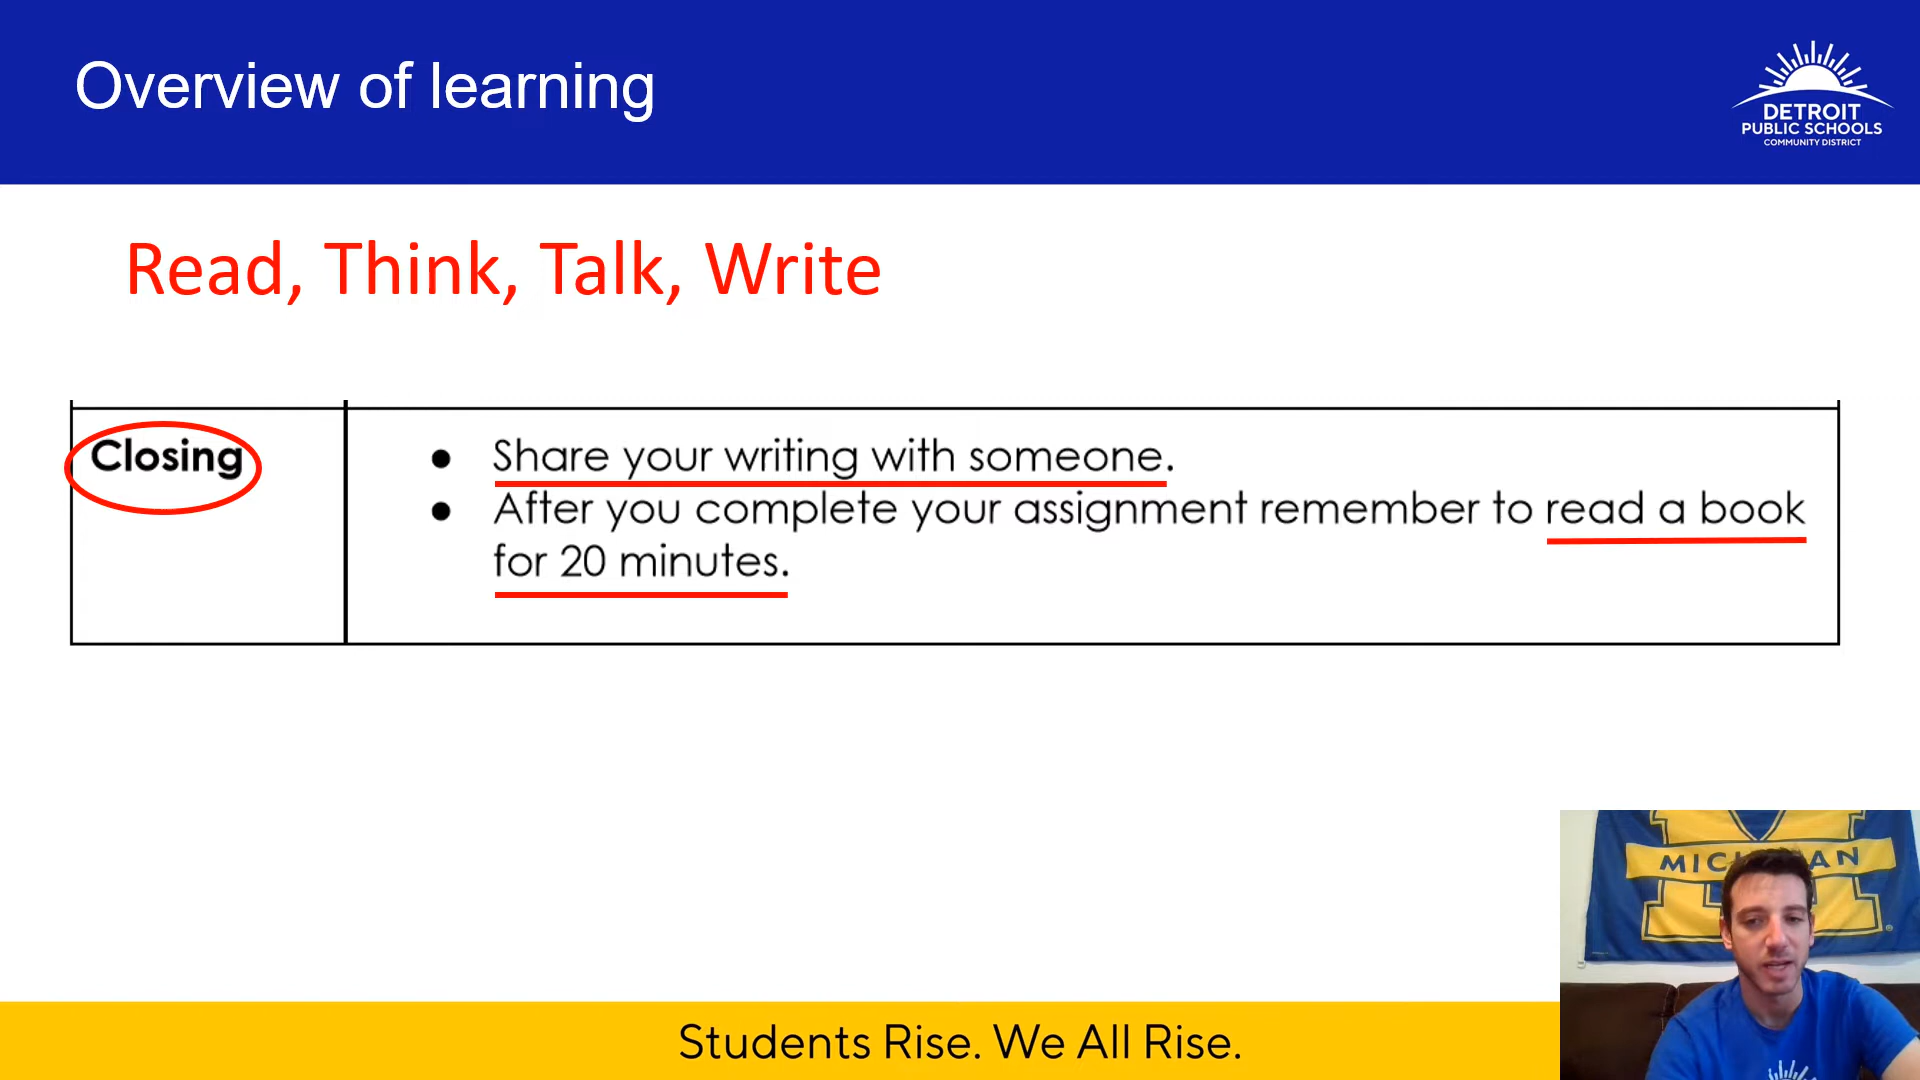 Overview of learning
DETROIT
PUBLIC SCHOOLS
COMMUNITY DISTRICT
Read, Think, Talk, Write
Closing
● Share your writing with someone.
● After you complete your assignment remember to read a book
for 20 minutes.
Students Rise. We All Rise.